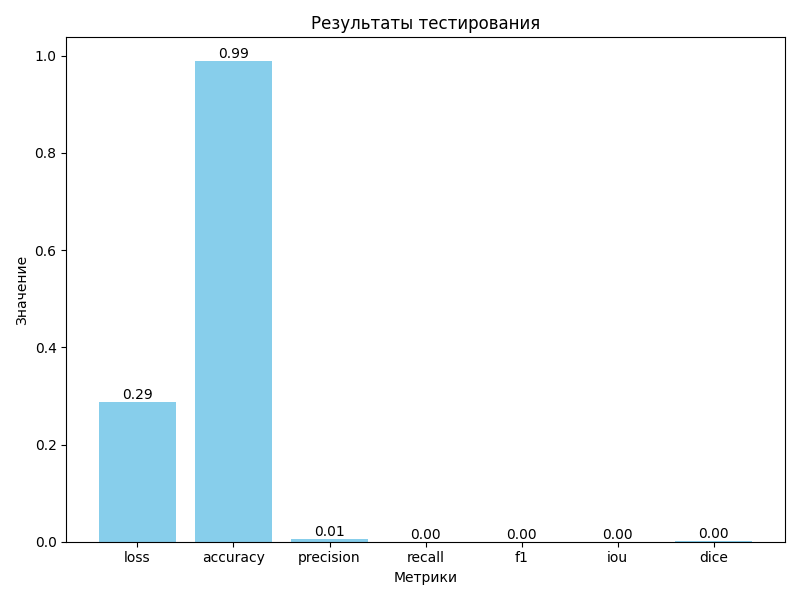 Результаты тестирования
Значение
1.0
0.8
0.6
0.4
0.2
0.0
0.29
0.99
0.01
0.00
0.00
0.00
0.00
loss
accuracy
precision
recall
f1
iou
dice
Метрики